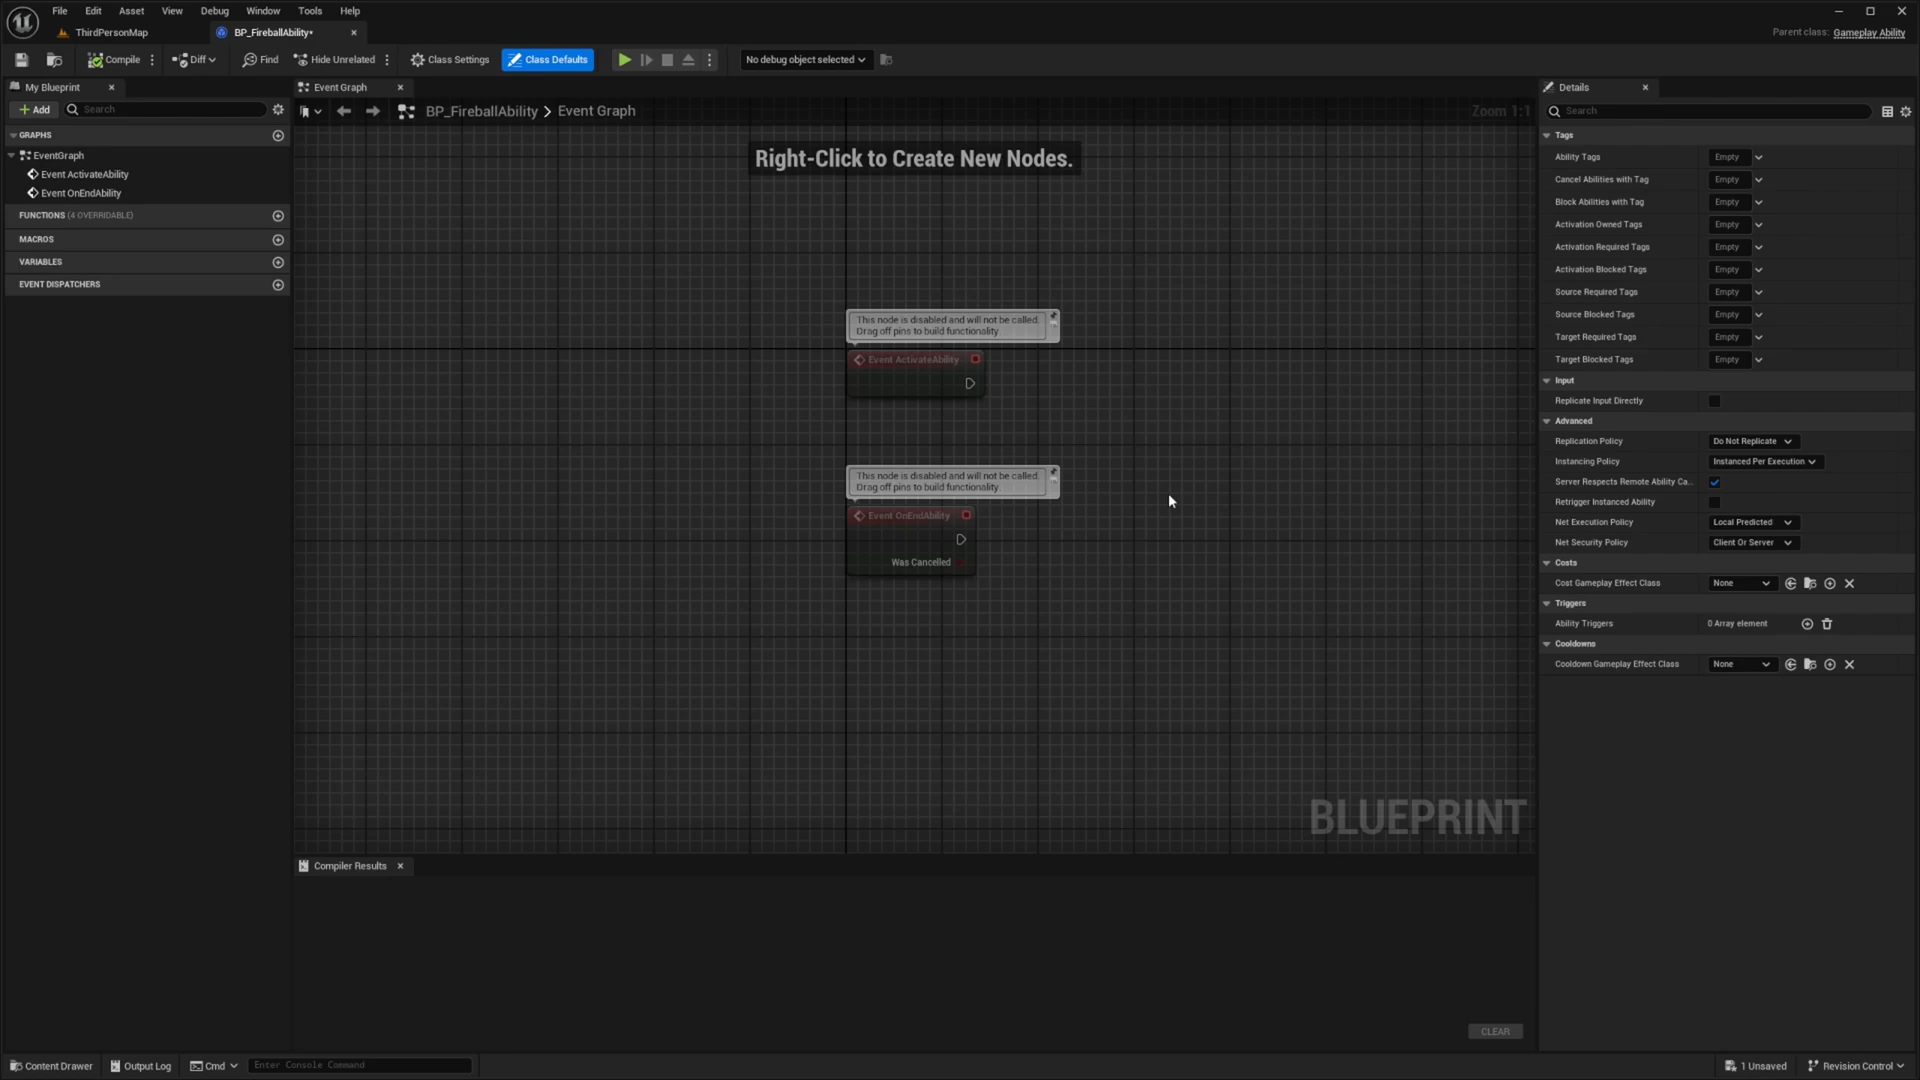 File Edit Asset View Debug Window Tools Help
ThirdPersonMap BP_FireballAbility•
Parent class: Gameplay Ability
Compile Diff Find Hide Unrelated Class Settings Class Defaults No debug object selected
My Blueprint
Add Search
GRAPHS
EventGraph
Event ActivateAbility
Event OnEndAbility
FUNCTIONS (4 OVERRIDABLE)
MACROS
VARIABLES
EVENT DISPATCHERS
Event Graph
BP_FireballAbility > Event Graph
Zoom 1:1
Right-Click to Create New Nodes.
This node is disabled and will not be called.
Drag off pins to build functionality.
Event ActivateAbility
This node is disabled and will not be called.
Drag off pins to build functionality.
Event OnEndAbility
Was Cancelled
BLUEPRINT
Compiler Results
CLEAR
Details
Search
Tags
Ability Tags Empty
Cancel Abilities with Tag Empty
Block Abilities with Tag Empty
Activation Owned Tags Empty
Activation Required Tags Empty
Activation Blocked Tags Empty
Source Required Tags Empty
Source Blocked Tags Empty
Target Required Tags Empty
Target Blocked Tags Empty
Input
Replicate Input Directly
Advanced
Replication Policy Do Not Replicate
Instancing Policy Instanced Per Execution
Server Respects Remote Ability Ca...
Retrigger Instanced Ability
Net Execution Policy Local Predicted
Net Security Policy Client Or Server
Costs
Cost Gameplay Effect Class None
Triggers
Ability Triggers 0 Array element
Cooldowns
Cooldown Gameplay Effect Class None
Content Drawer Output Log Cmd Enter Console Command
1 Unsaved Revision Control